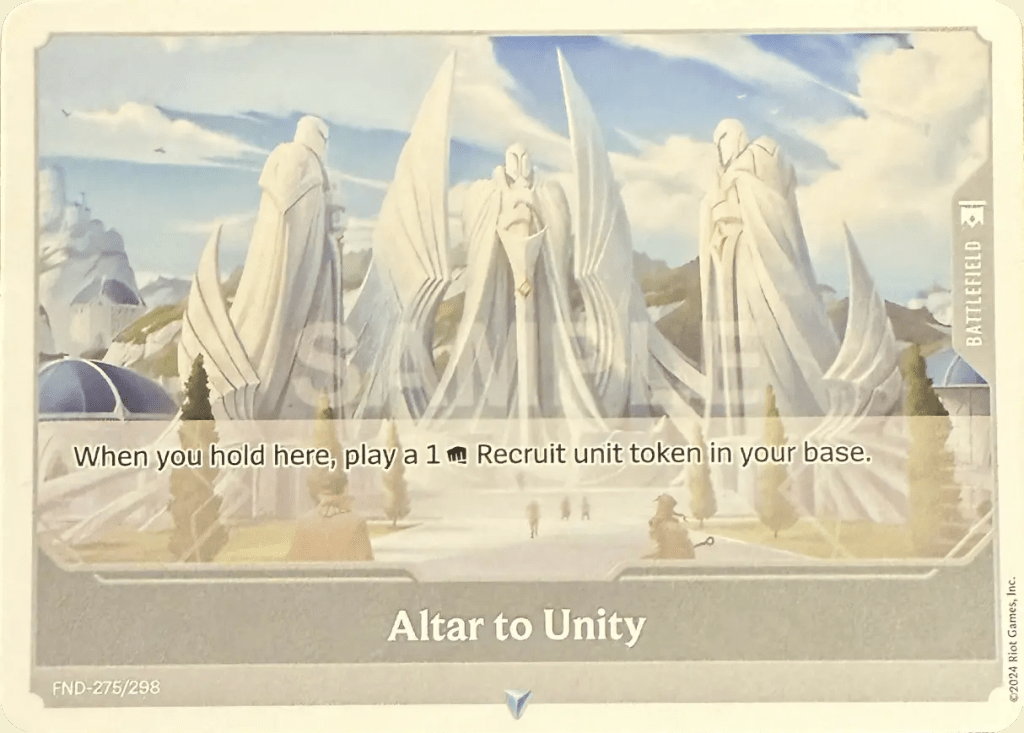 SAMPLE
BATTLEFIELD
When you hold here, play a 1 Recruit unit token in your base.
Altar to Unity
FND-275/298
©2024 Riot Games, Inc.